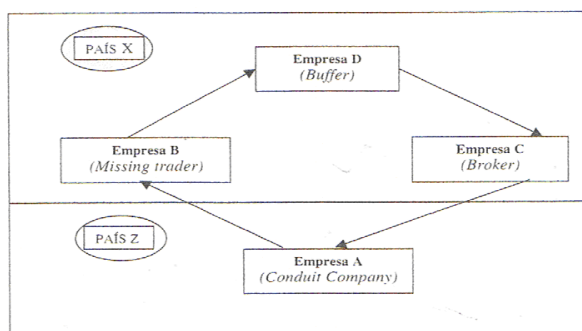 PAÍS X
Empresa D
(Buffer)
Empresa B
(Missing trader)
Empresa C
(Broker)
PAÍS Z
Empresa A
(Conduit Company)